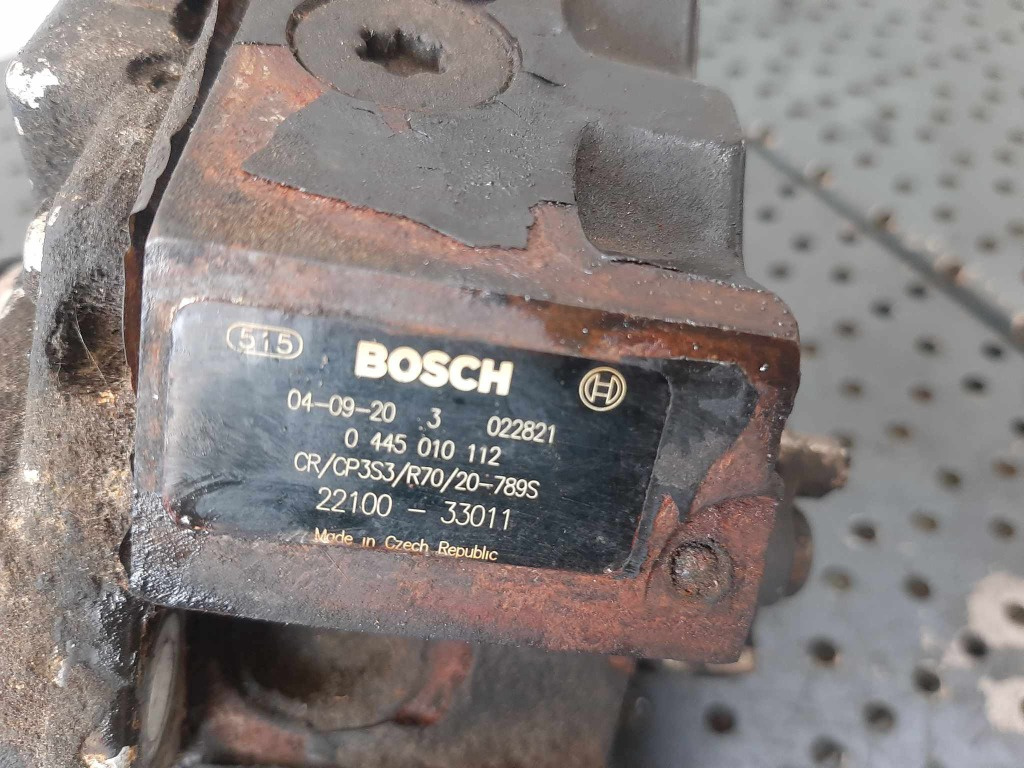 515
BOSCH
H
04-09-20 3 022821
0 445 010 112
CR/CP3S3/R70/20-789S
22100 - 33011
Made in Czech Republic